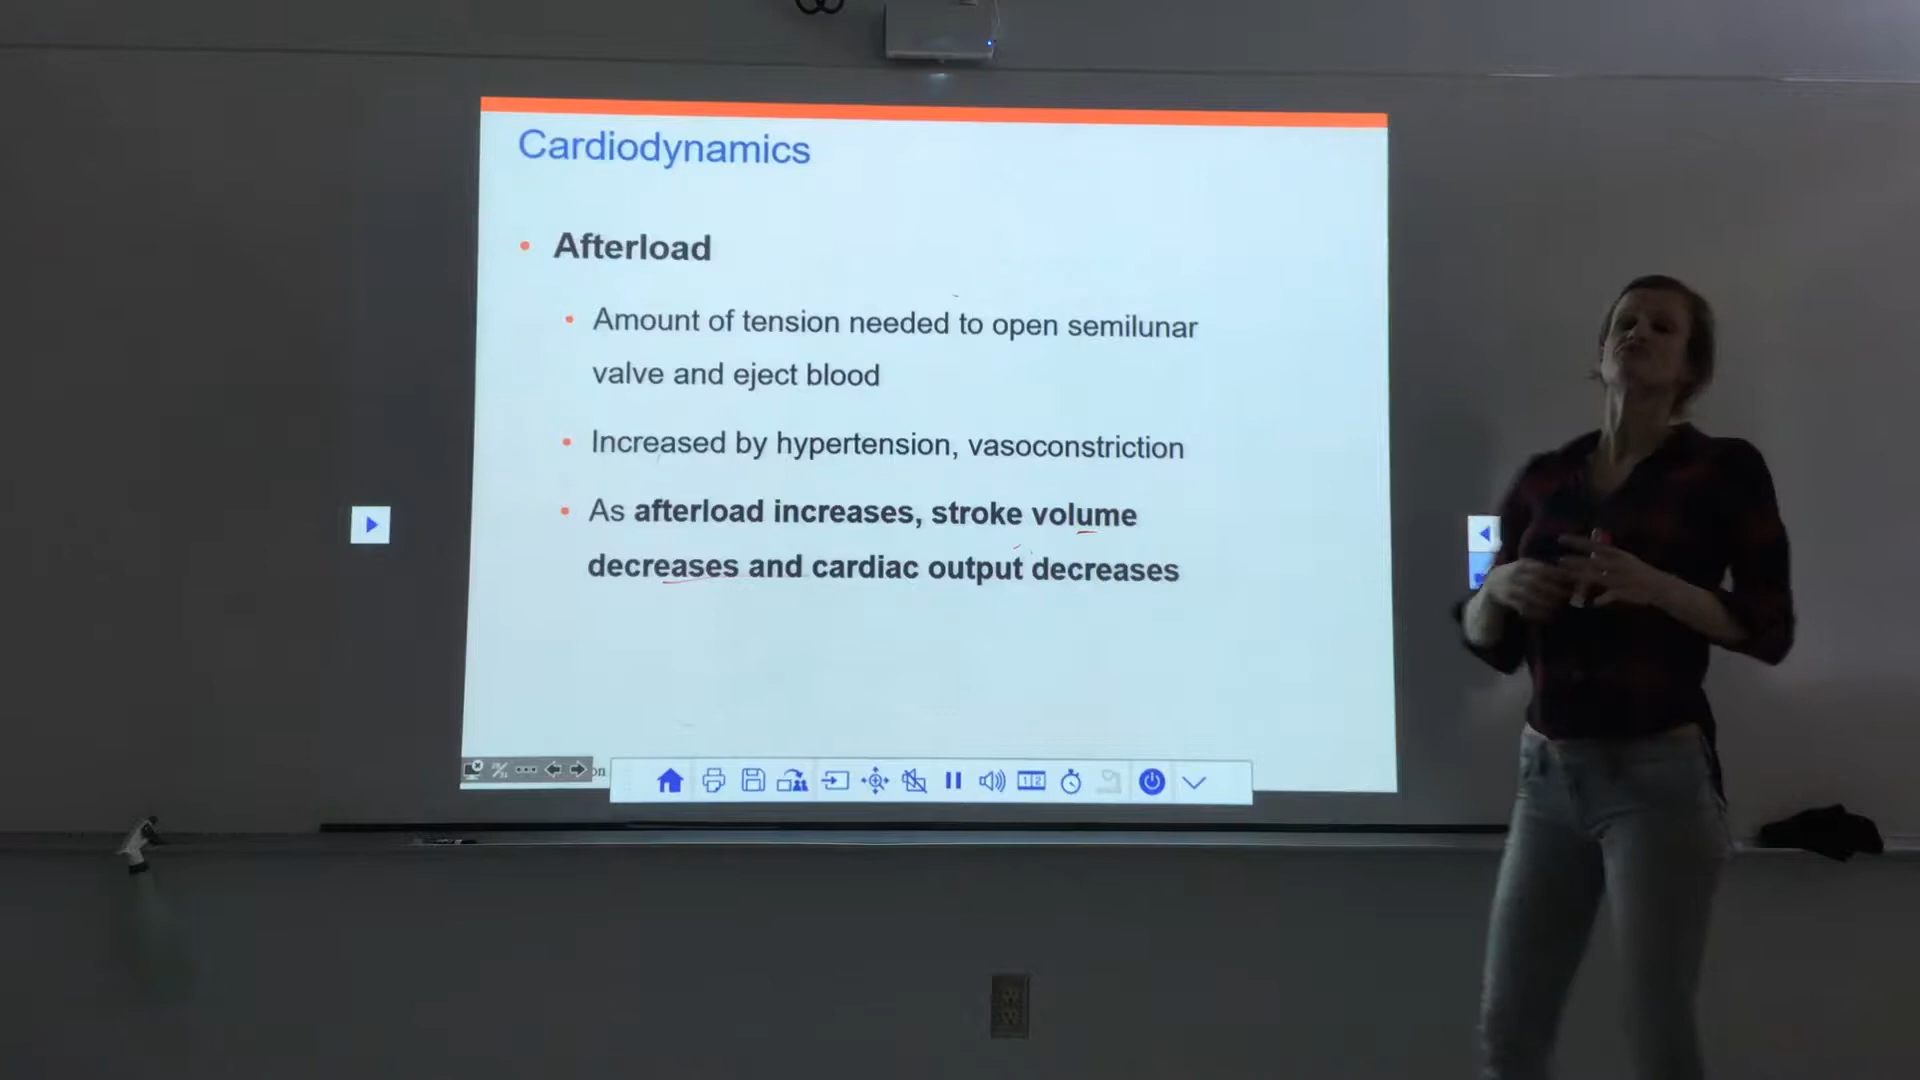 Cardiodynamics
• Afterload
• Amount of tension needed to open semilunar
valve and eject blood
• Increased by hypertension, vasoconstriction
• As afterload increases, stroke volume
decreases and cardiac output decreases
on